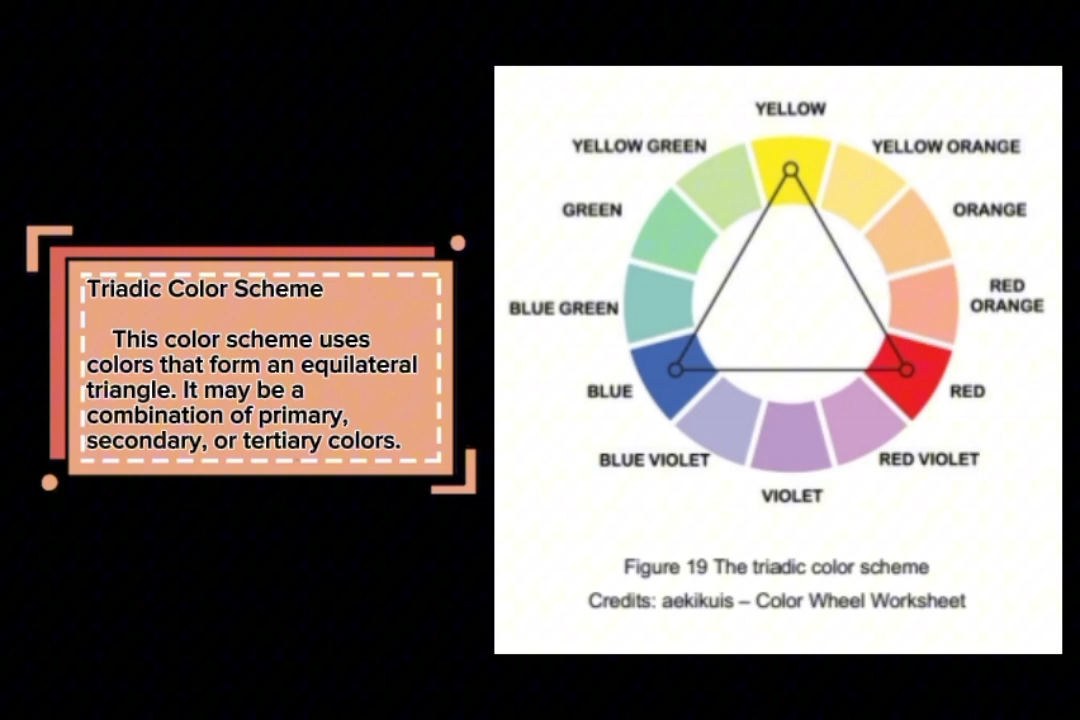 Triadic Color Scheme
This color scheme uses
colors that form an equilateral
triangle. It may be a
combination of primary,
secondary, or tertiary colors.
YELLOW
YELLOW GREEN
YELLOW ORANGE
GREEN
ORANGE
BLUE GREEN
RED
ORANGE
BLUE
RED
BLUE VIOLET
RED VIOLET
VIOLET
Figure 19 The triadic color scheme
Credits: aekikuis – Color Wheel Worksheet